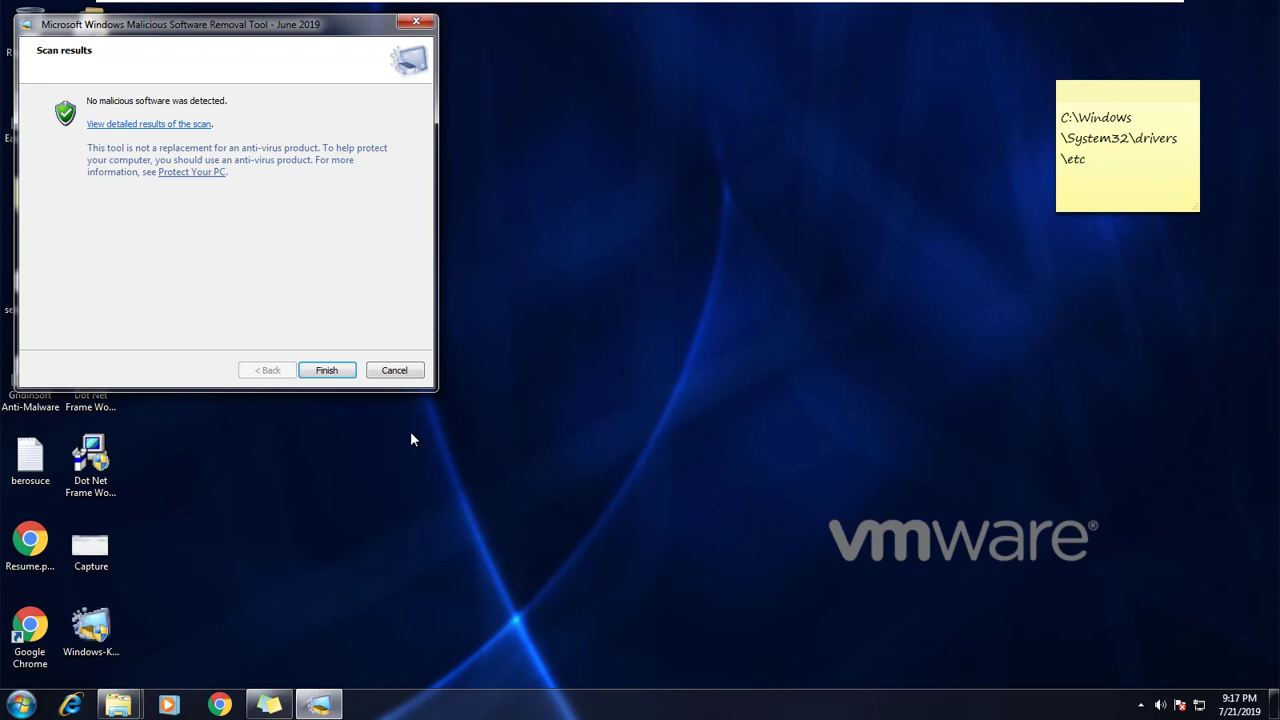 Microsoft Windows Malicious Software Removal Tool - June 2019
Scan results
No malicious software was detected.
View detailed results of the scan.
This tool is not a replacement for an anti-virus product. To help protect
your computer, you should use an anti-virus product. For more
information, see Protect Your PC.
< Back
Finish
Cancel
C:\Windows
\System32\drivers
\etc
GridinSoft
Anti-Malware
Dot Net
Frame Wo...
berosuce
Dot Net
Frame Wo...
Resume.p...
Capture
Google
Chrome
Windows-K...
vmware®
9:17 PM
7/21/2019